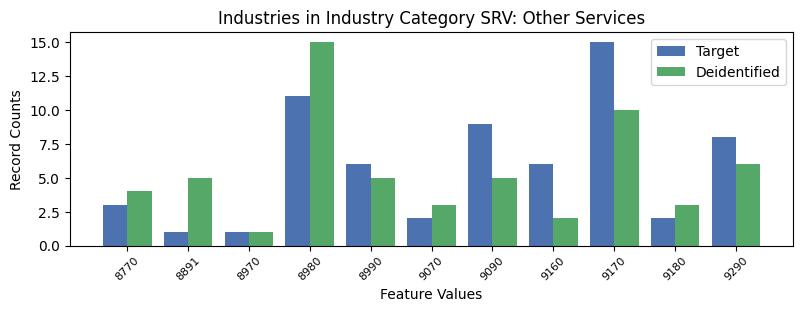 Industries in Industry Category SRV: Other Services
Target
Deidentified
Record Counts
15.0
12.5
10.0
7.5
5.0
2.5
0.0
8770 8891 8970 8980 8990 9070 9090 9160 9170 9180 9290
Feature Values